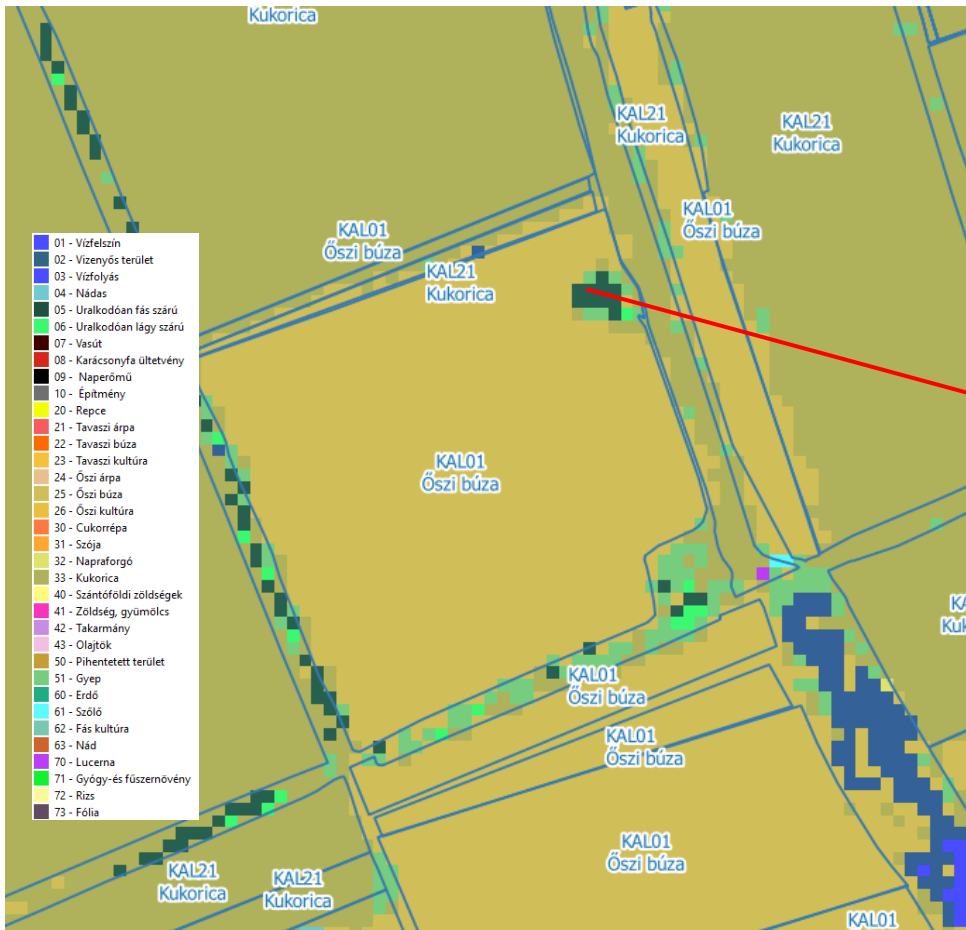 Kukorica
KAL21
Kukorica
KAL21
Kukorica
KAL01
Őszi búza
KAL01
Őszi búza
KAL21
Kukorica
01 - Vízfelszín
02 - Vizenyős terület
03 - Vízfolyás
04 - Nádas
05 - Uralkodóan fás szárú
06 - Uralkodóan lágy szárú
07 - Vasút
08 - Karácsonyfa ültetvény
09 - Naperőmű
10 - Építmény
20 - Repce
21 - Tavaszi árpa
22 - Tavaszi búza
23 - Tavaszi kultúra
24 - Őszi árpa
25 - Őszi búza
26 - Őszi kultúra
30 - Cukorrépa
31 - Szója
32 - Napraforgó
33 - Kukorica
40 - Szántóföldi zöldségek
41 - Zöldség, gyümölcs
42 - Takarmány
43 - Olajtök
50 - Pihentetett terület
51 - Gyep
60 - Erdő
61 - Szőlő
62 - Fás kultúra
63 - Nád
70 - Lucerna
71 - Gyógy-és fűszernövény
72 - Rizs
73 - Fólia
KAL01
Őszi búza
KA
Kuk
KAL01
Őszi búza
KAL01
Őszi búza
KAL01
Őszi búza
KAL21
Kukorica
KAL21
Kukorica
KAL01